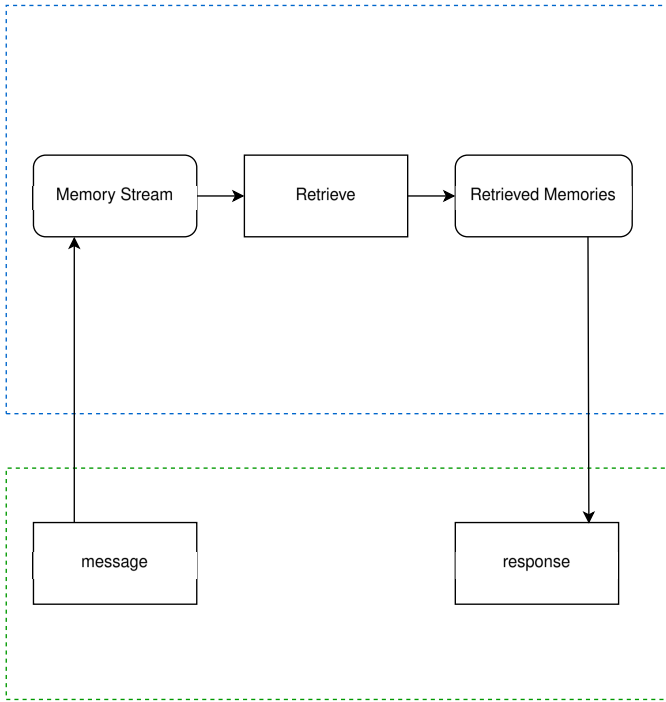 Memory Stream
Retrieve
Retrieved Memories
message
response